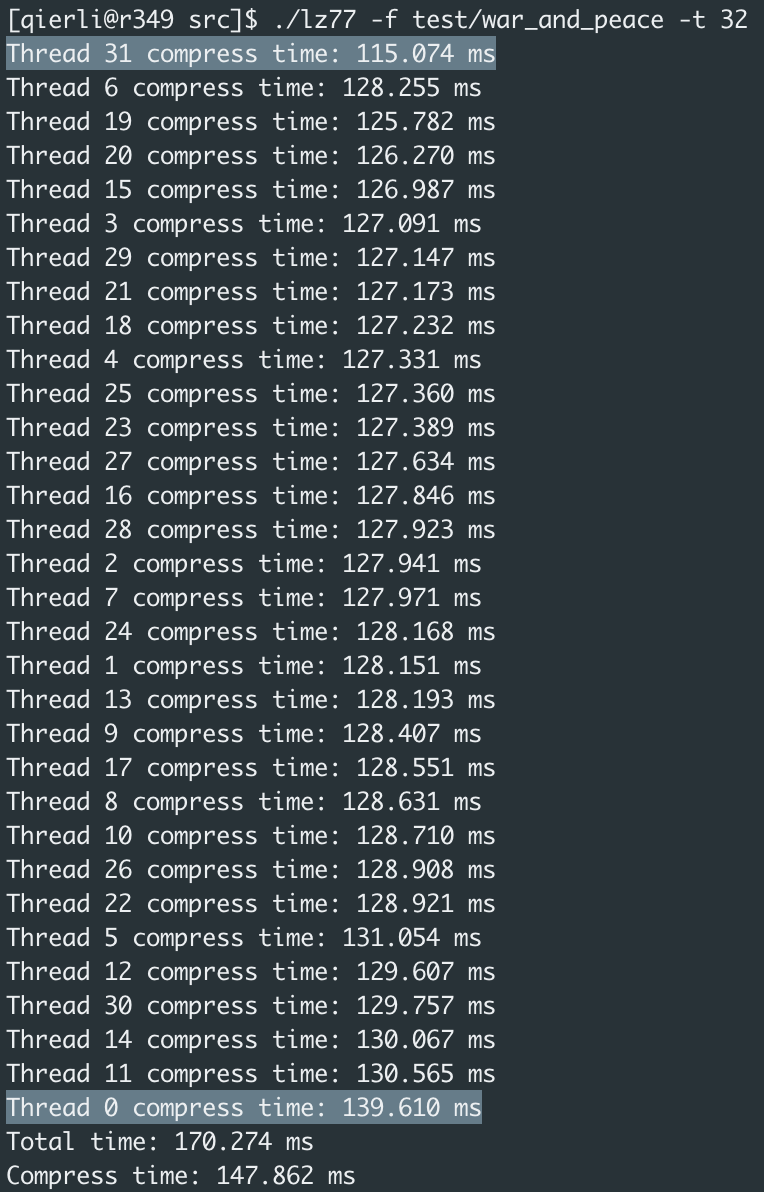 [qierli@r349 src]$ ./lz77 -f test/war_and_peace -t 32
Thread 31 compress time: 115.074 ms
Thread 6 compress time: 128.255 ms
Thread 19 compress time: 125.782 ms
Thread 20 compress time: 126.270 ms
Thread 15 compress time: 126.987 ms
Thread 3 compress time: 127.091 ms
Thread 29 compress time: 127.147 ms
Thread 21 compress time: 127.173 ms
Thread 18 compress time: 127.232 ms
Thread 4 compress time: 127.331 ms
Thread 25 compress time: 127.360 ms
Thread 23 compress time: 127.389 ms
Thread 27 compress time: 127.634 ms
Thread 16 compress time: 127.846 ms
Thread 28 compress time: 127.923 ms
Thread 2 compress time: 127.941 ms
Thread 7 compress time: 127.971 ms
Thread 24 compress time: 128.168 ms
Thread 1 compress time: 128.151 ms
Thread 13 compress time: 128.193 ms
Thread 9 compress time: 128.407 ms
Thread 17 compress time: 128.551 ms
Thread 8 compress time: 128.631 ms
Thread 10 compress time: 128.710 ms
Thread 26 compress time: 128.908 ms
Thread 22 compress time: 128.921 ms
Thread 5 compress time: 131.054 ms
Thread 12 compress time: 129.607 ms
Thread 30 compress time: 129.757 ms
Thread 14 compress time: 130.067 ms
Thread 11 compress time: 130.565 ms
Thread 0 compress time: 139.610 ms
Total time: 170.274 ms
Compress time: 147.862 ms